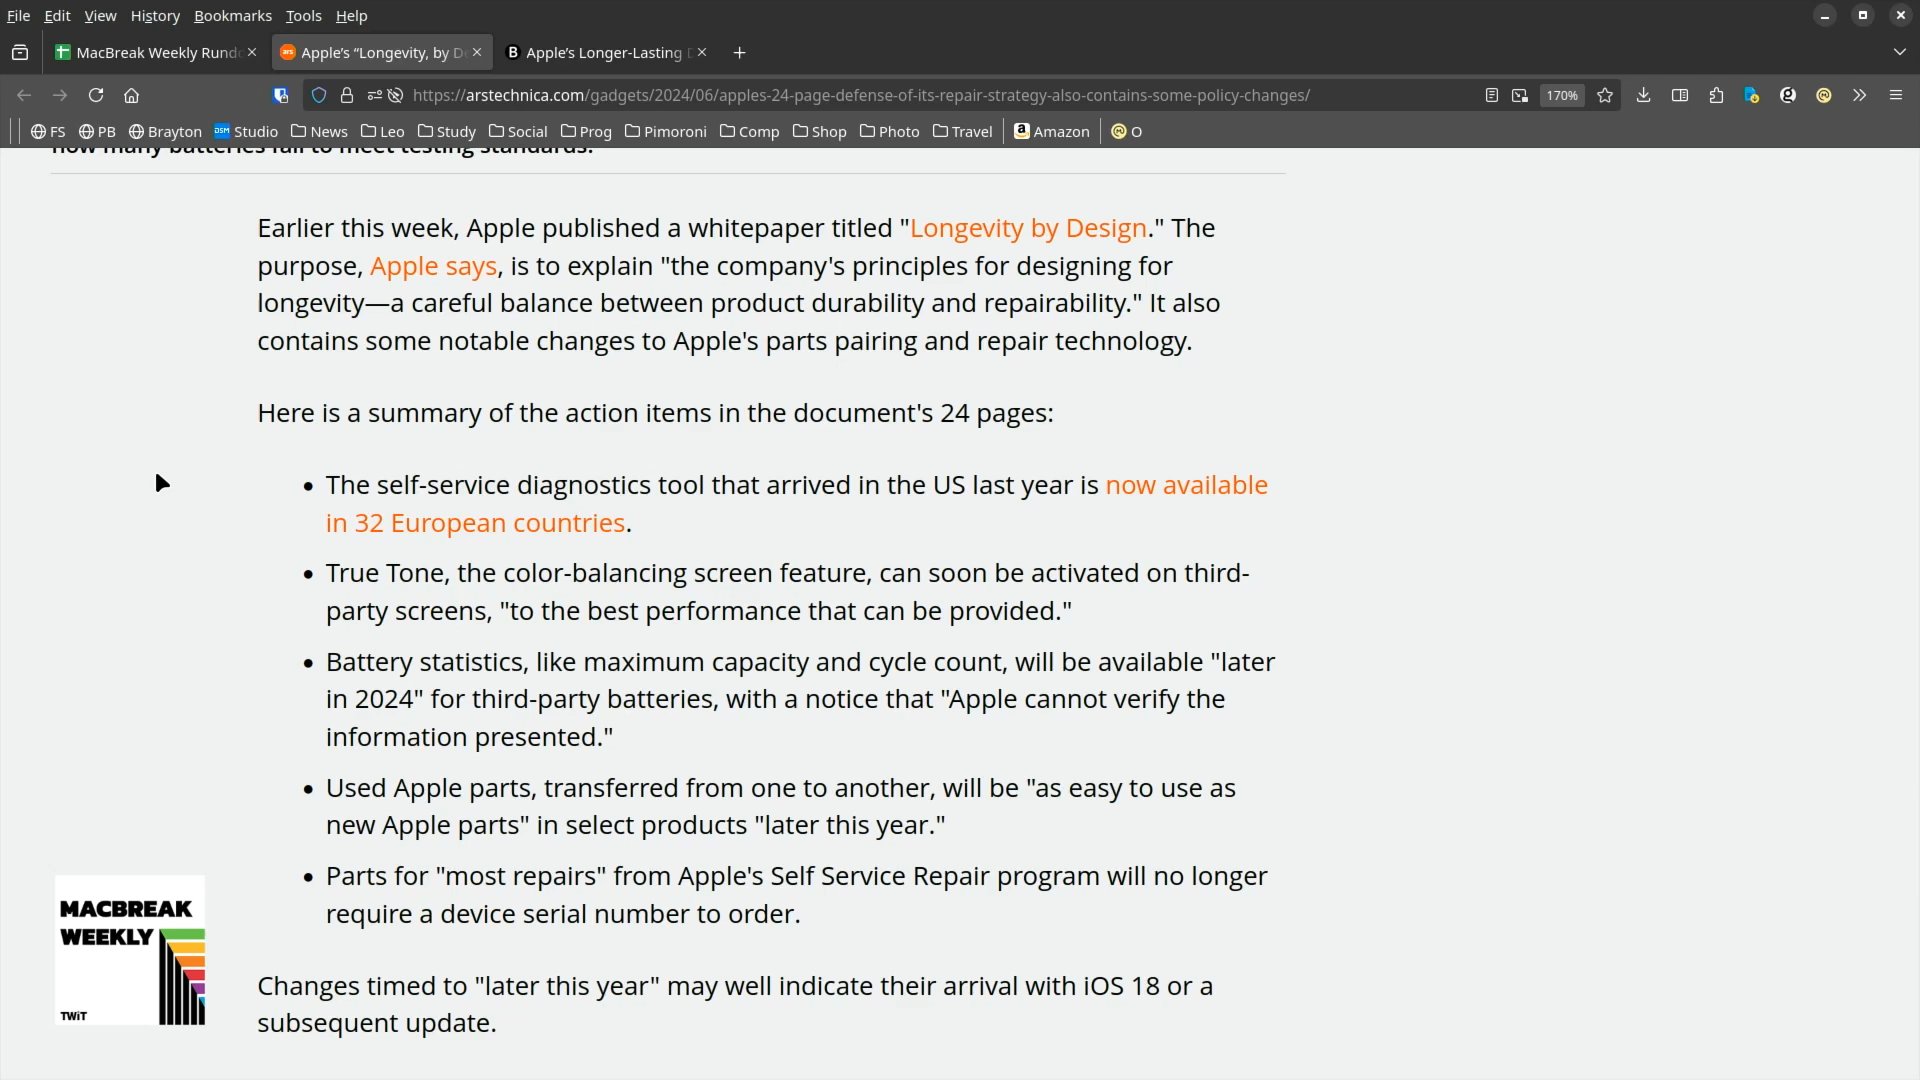 File Edit View History Bookmarks Tools Help
MacBreak Weekly Rund
Apple's “Longevity, by D
Apple's Longer-Lasting
https://arstechnica.com/gadgets/2024/06/apples-24-page-defense-of-its-repair-strategy-also-contains-some-policy-changes/
170%
FS PB Brayton DSM Studio News Leo Study Social Prog Pimoroni Comp Shop Photo Travel Amazon O
how many batteries fail to meet testing standards.
Earlier this week, Apple published a whitepaper titled "Longevity by Design." The
purpose, Apple says, is to explain "the company's principles for designing for
longevity—a careful balance between product durability and repairability." It also
contains some notable changes to Apple's parts pairing and repair technology.
Here is a summary of the action items in the document's 24 pages:
• The self-service diagnostics tool that arrived in the US last year is now available
in 32 European countries.
• True Tone, the color-balancing screen feature, can soon be activated on third-
party screens, "to the best performance that can be provided."
• Battery statistics, like maximum capacity and cycle count, will be available "later
in 2024" for third-party batteries, with a notice that "Apple cannot verify the
information presented."
• Used Apple parts, transferred from one to another, will be "as easy to use as
new Apple parts" in select products "later this year."
• Parts for "most repairs" from Apple's Self Service Repair program will no longer
require a device serial number to order.
Changes timed to "later this year" may well indicate their arrival with iOS 18 or a
subsequent update.
MACBREAK
WEEKLY
TWiT